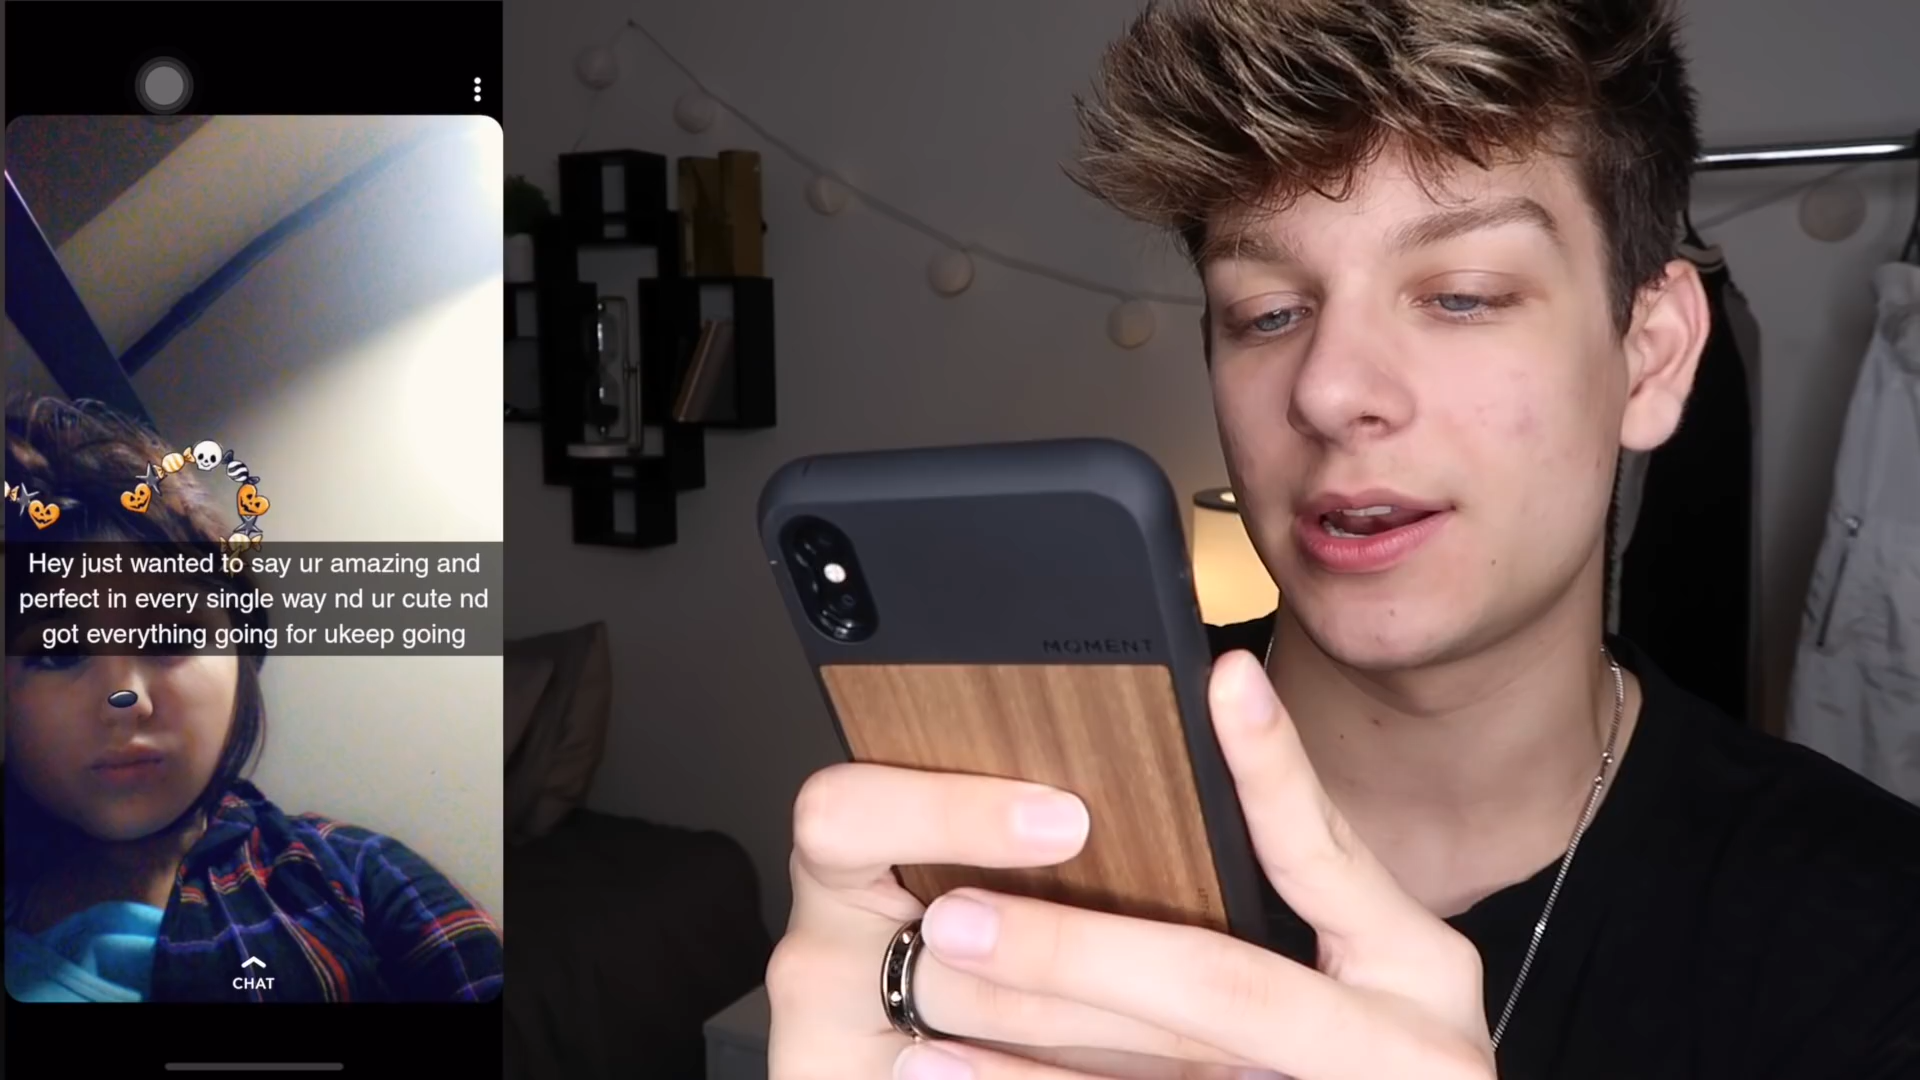 Hey just wanted to say ur amazing and
perfect in every single way nd ur cute nd
got everything going for ukeep going
CHAT
MOMENT